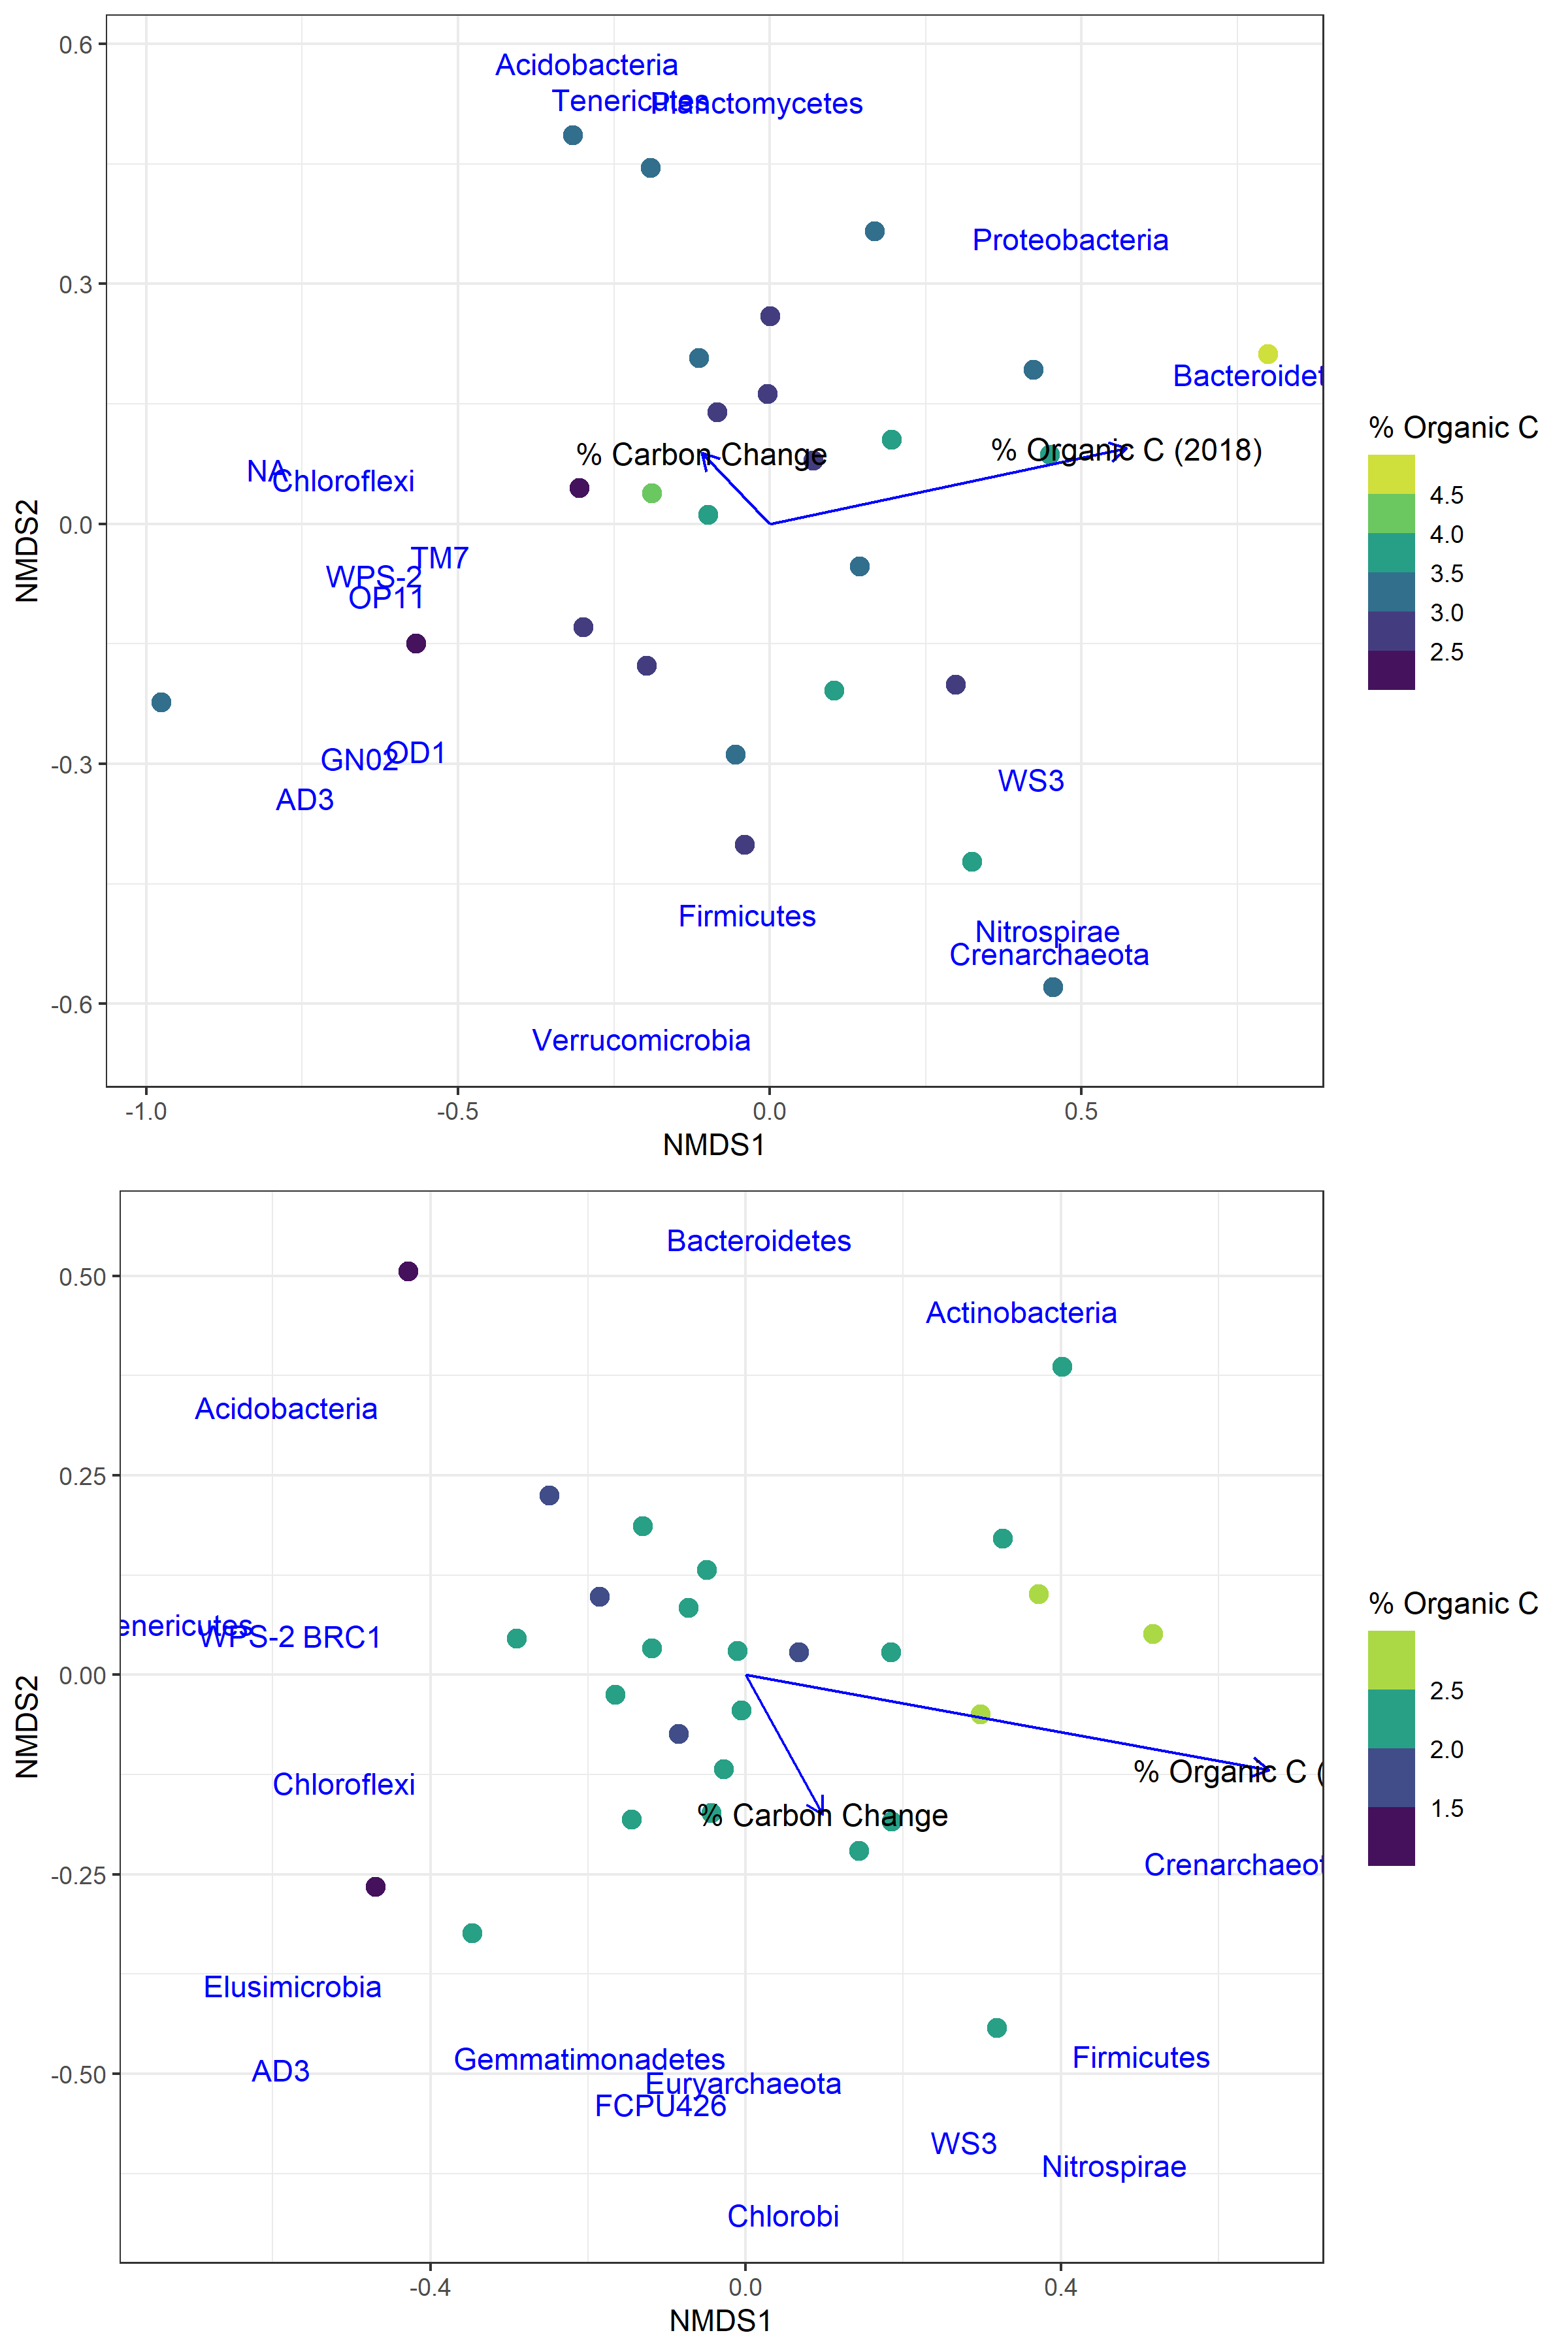 0.6
Acidobacteria
Tenericutes
Planctomycetes
Proteobacteria
0.3
Bacteroidet
% Organic C
% Carbon Change
% Organic C (2018)
NA
Chloroflexi
4.5
4.0
3.5
3.0
2.5
NMDS2
0.0
TM7
WPS-2
OP11
OD1
GN02
-0.3
WS3
AD3
Firmicutes
Nitrospirae
Crenarchaeota
-0.6
Verrucomicrobia
-1.0 -0.5 0.0 0.5
NMDS1
Bacteroidetes
0.50
Actinobacteria
Acidobacteria
0.25
% Organic C
enericutes
WPS-2 BRC1
0.00
2.5
2.0
1.5
NMDS2
% Organic C (
Chloroflexi
% Carbon Change
Crenarchaeot
-0.25
Elusimicrobia
Gemmatimonadetes
Firmicutes
AD3
-0.50
Euryarchaeota
FCPU426
WS3
Nitrospirae
Chlorobi
-0.4 0.0 0.4
NMDS1